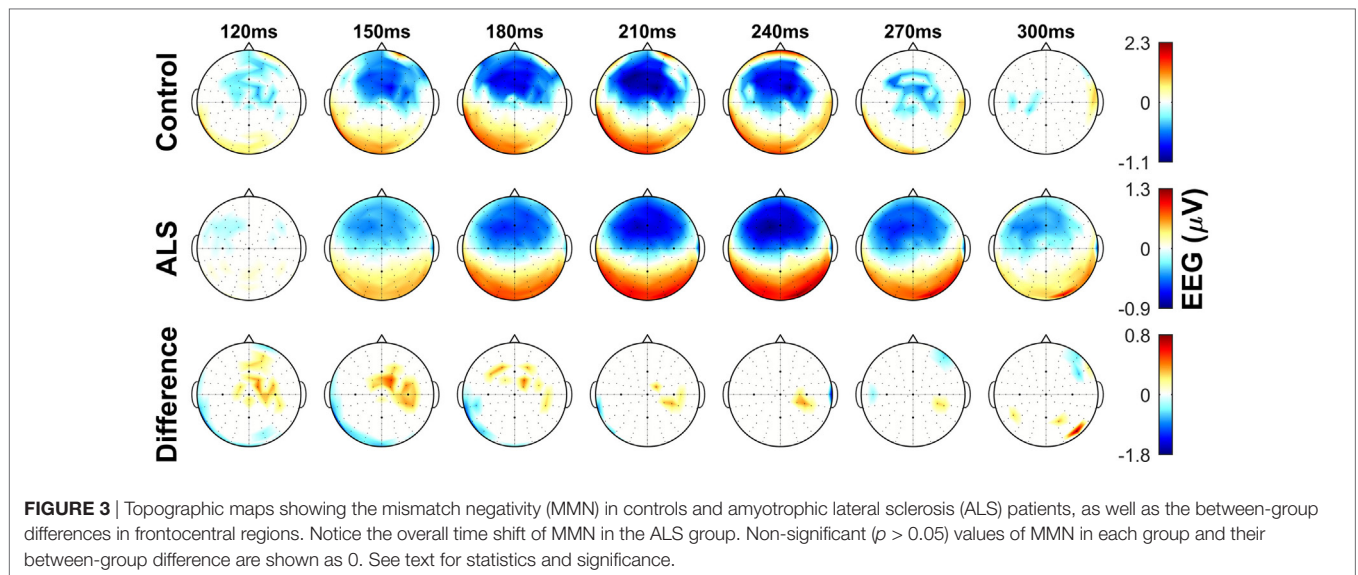 120ms 150ms 180ms 210ms 240ms 270ms 300ms
Control
2.3
0
-1.1
ALS
1.3
0
-0.9
EEG (μV)
Difference
0.8
0
-1.8
FIGURE 3 | Topographic maps showing the mismatch negativity (MMN) in controls and amyotrophic lateral sclerosis (ALS) patients, as well as the between-group
differences in frontocentral regions. Notice the overall time shift of MMN in the ALS group. Non-significant (p > 0.05) values of MMN in each group and their
between-group difference are shown as 0. See text for statistics and significance.